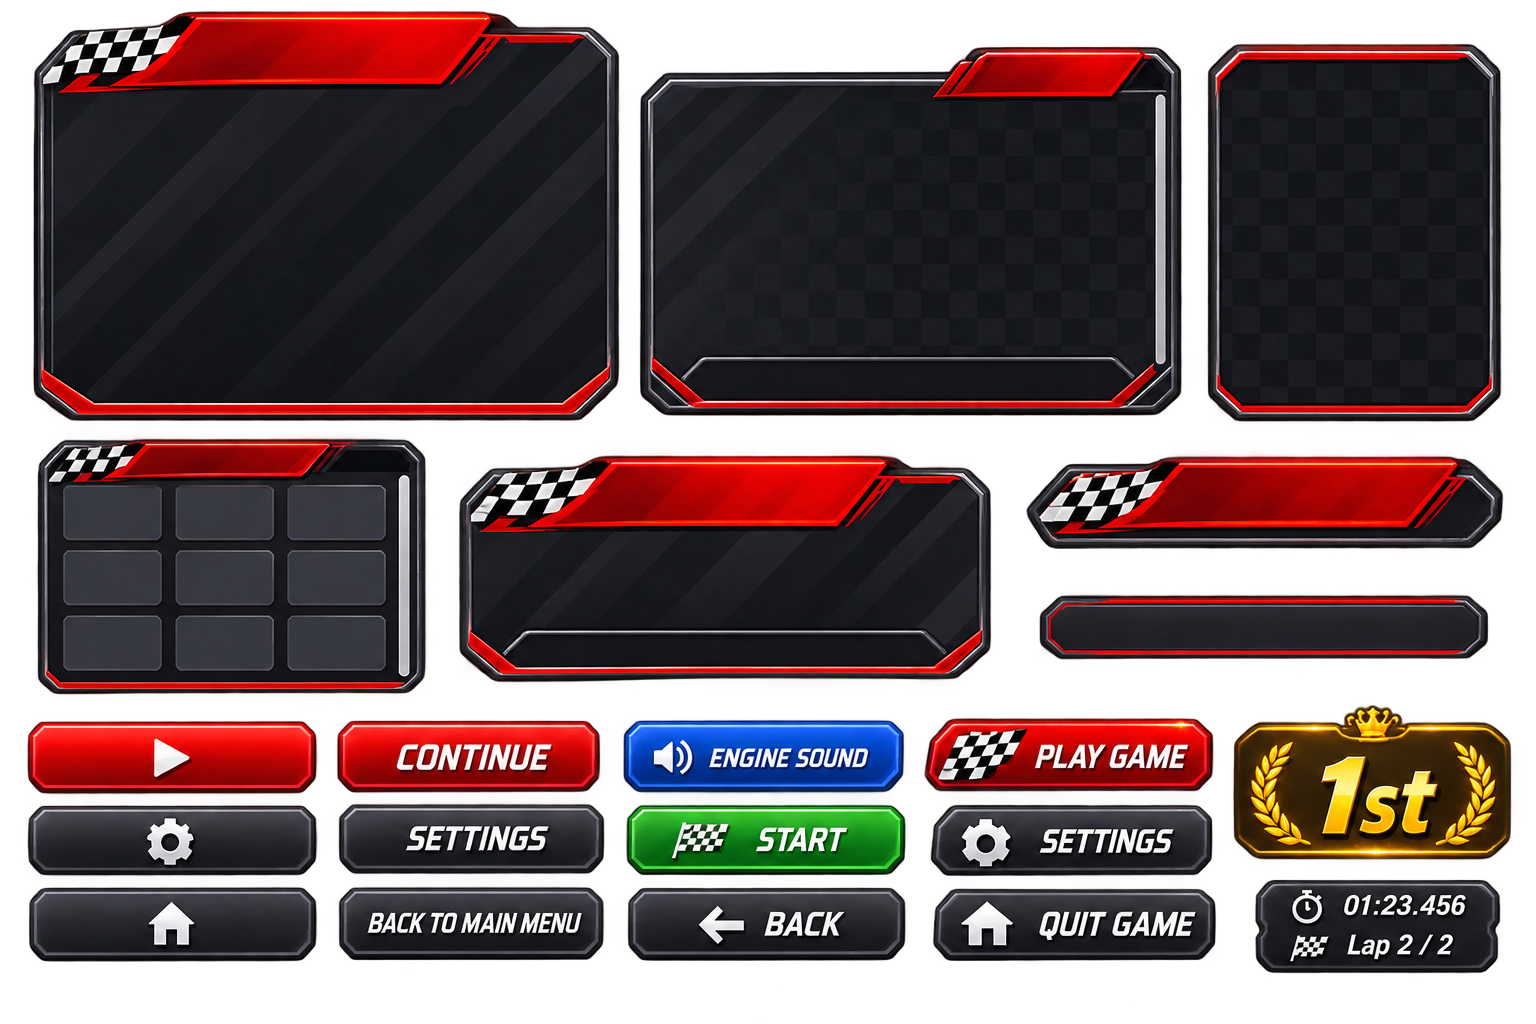 CONTINUE
ENGINE SOUND
PLAY GAME
1st
SETTINGS
START
SETTINGS
BACK TO MAIN MENU
BACK
QUIT GAME
01:23.456
Lap 2 / 2